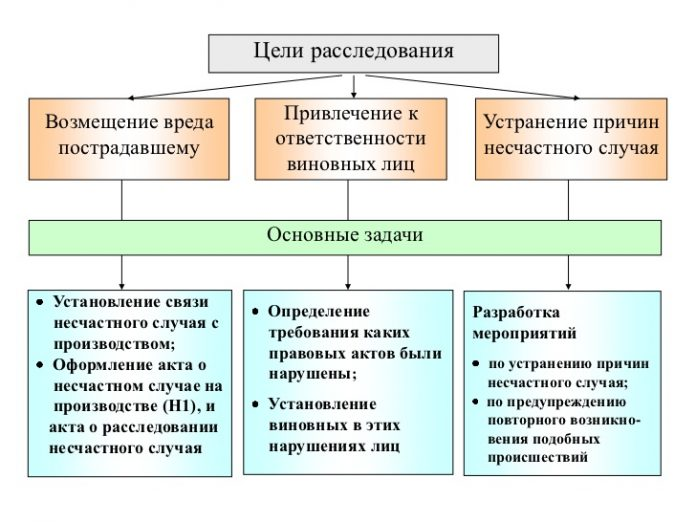 Цели расследования
Возмещение вреда
пострадавшему
Привлечение к
ответственности
виновных лиц
Устранение причин
несчастного случая
Основные задачи
• Установление связи
несчастного случая с
производством;
• Оформление акта о
несчастном случае на
производстве (Н1), и
акта о расследовании
несчастного случая
• Определение
требования каких
правовых актов были
нарушены;
• Установление
виновных в этих
нарушениях лиц
Разработка
мероприятий
• по устранению причин
несчастного случая;
• по предупреждению
повторного возникно-
вения подобных
происшествий